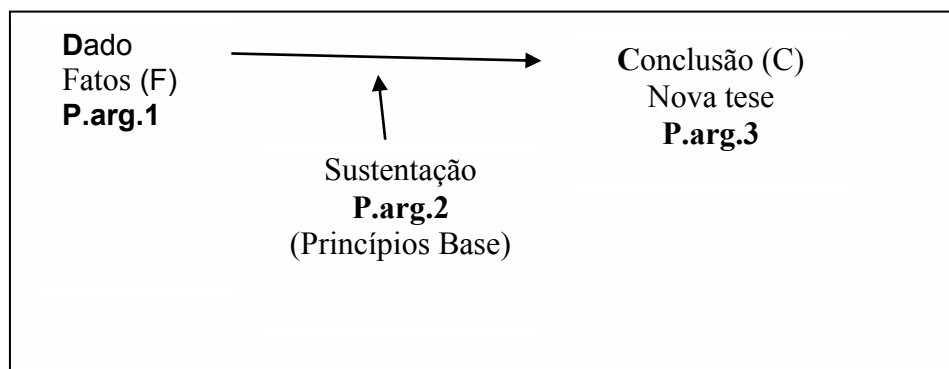 Dado
Fatos (F)
P.arg.1
Conclusão (C)
Nova tese
P.arg.3
Sustentação
P.arg.2
(Princípios Base)